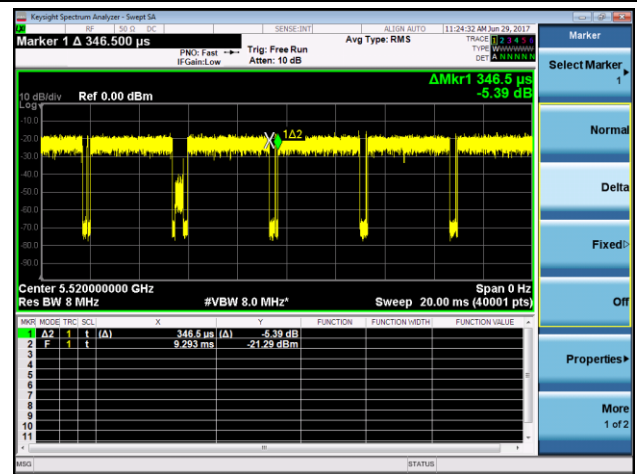 Keysight Spectrum Analyzer - Swept SA
RF 50 Ω DC SENSE:INT ALIGN AUTO 11:24:32 AM Jun 29, 2017
Marker 1 Δ 346.500 µs
PNO: Fast Trig: Free Run Avg Type: RMS TRACE 1 2 3 4 5 6
IFGain:Low Atten: 10 dB TYPE WWWWWW
DET A N N N N N
ΔMkr1 346.5 µs
-5.39 dB
10 dB/div Ref 0.00 dBm
Log
-10.0
-20.0
1Δ2
-30.0
-40.0
-50.0
-60.0
-70.0
-80.0
-90.0
Center 5.520000000 GHz Span 0 Hz
Res BW 8 MHz #VBW 8.0 MHz* Sweep 20.00 ms (40001 pts)
MKR MODE TRC SCL X Y FUNCTION FUNCTION WIDTH FUNCTION VALUE
1 Δ2 1 t (Δ) 346.5 µs (Δ) -5.39 dB
2 F 1 t 9.293 ms -21.29 dBm
3
4
5
6
7
8
9
10
11
MSG STATUS
Marker
Select Marker
1
Normal
Delta
Fixed
Off
Properties
More
1 of 2